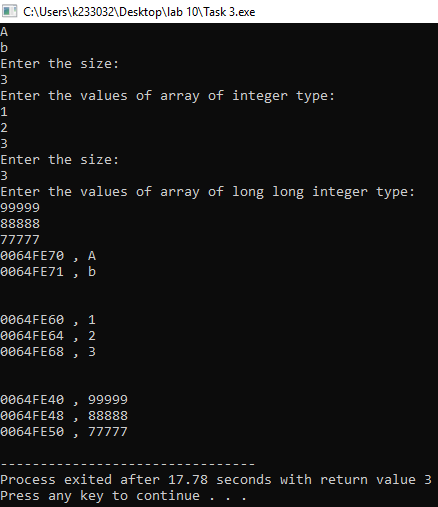 C:\Users\k233032\Desktop\lab 10\Task 3.exe
A
b
Enter the size:
3
Enter the values of array of integer type:
1
2
3
Enter the size:
3
Enter the values of array of long long integer type:
99999
88888
77777
0064FE70 , A
0064FE71 , b
0064FE60 , 1
0064FE64 , 2
0064FE68 , 3
0064FE40 , 99999
0064FE48 , 88888
0064FE50 , 77777
--------------------------------
Process exited after 17.78 seconds with return value 3
Press any key to continue . . .